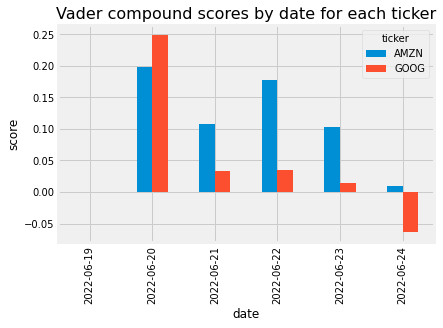 Vader compound scores by date for each ticker
ticker
AMZN
GOOG
score
0.25
0.20
0.15
0.10
0.05
0.00
−0.05
2022-06-19
2022-06-20
2022-06-21
2022-06-22
2022-06-23
2022-06-24
date